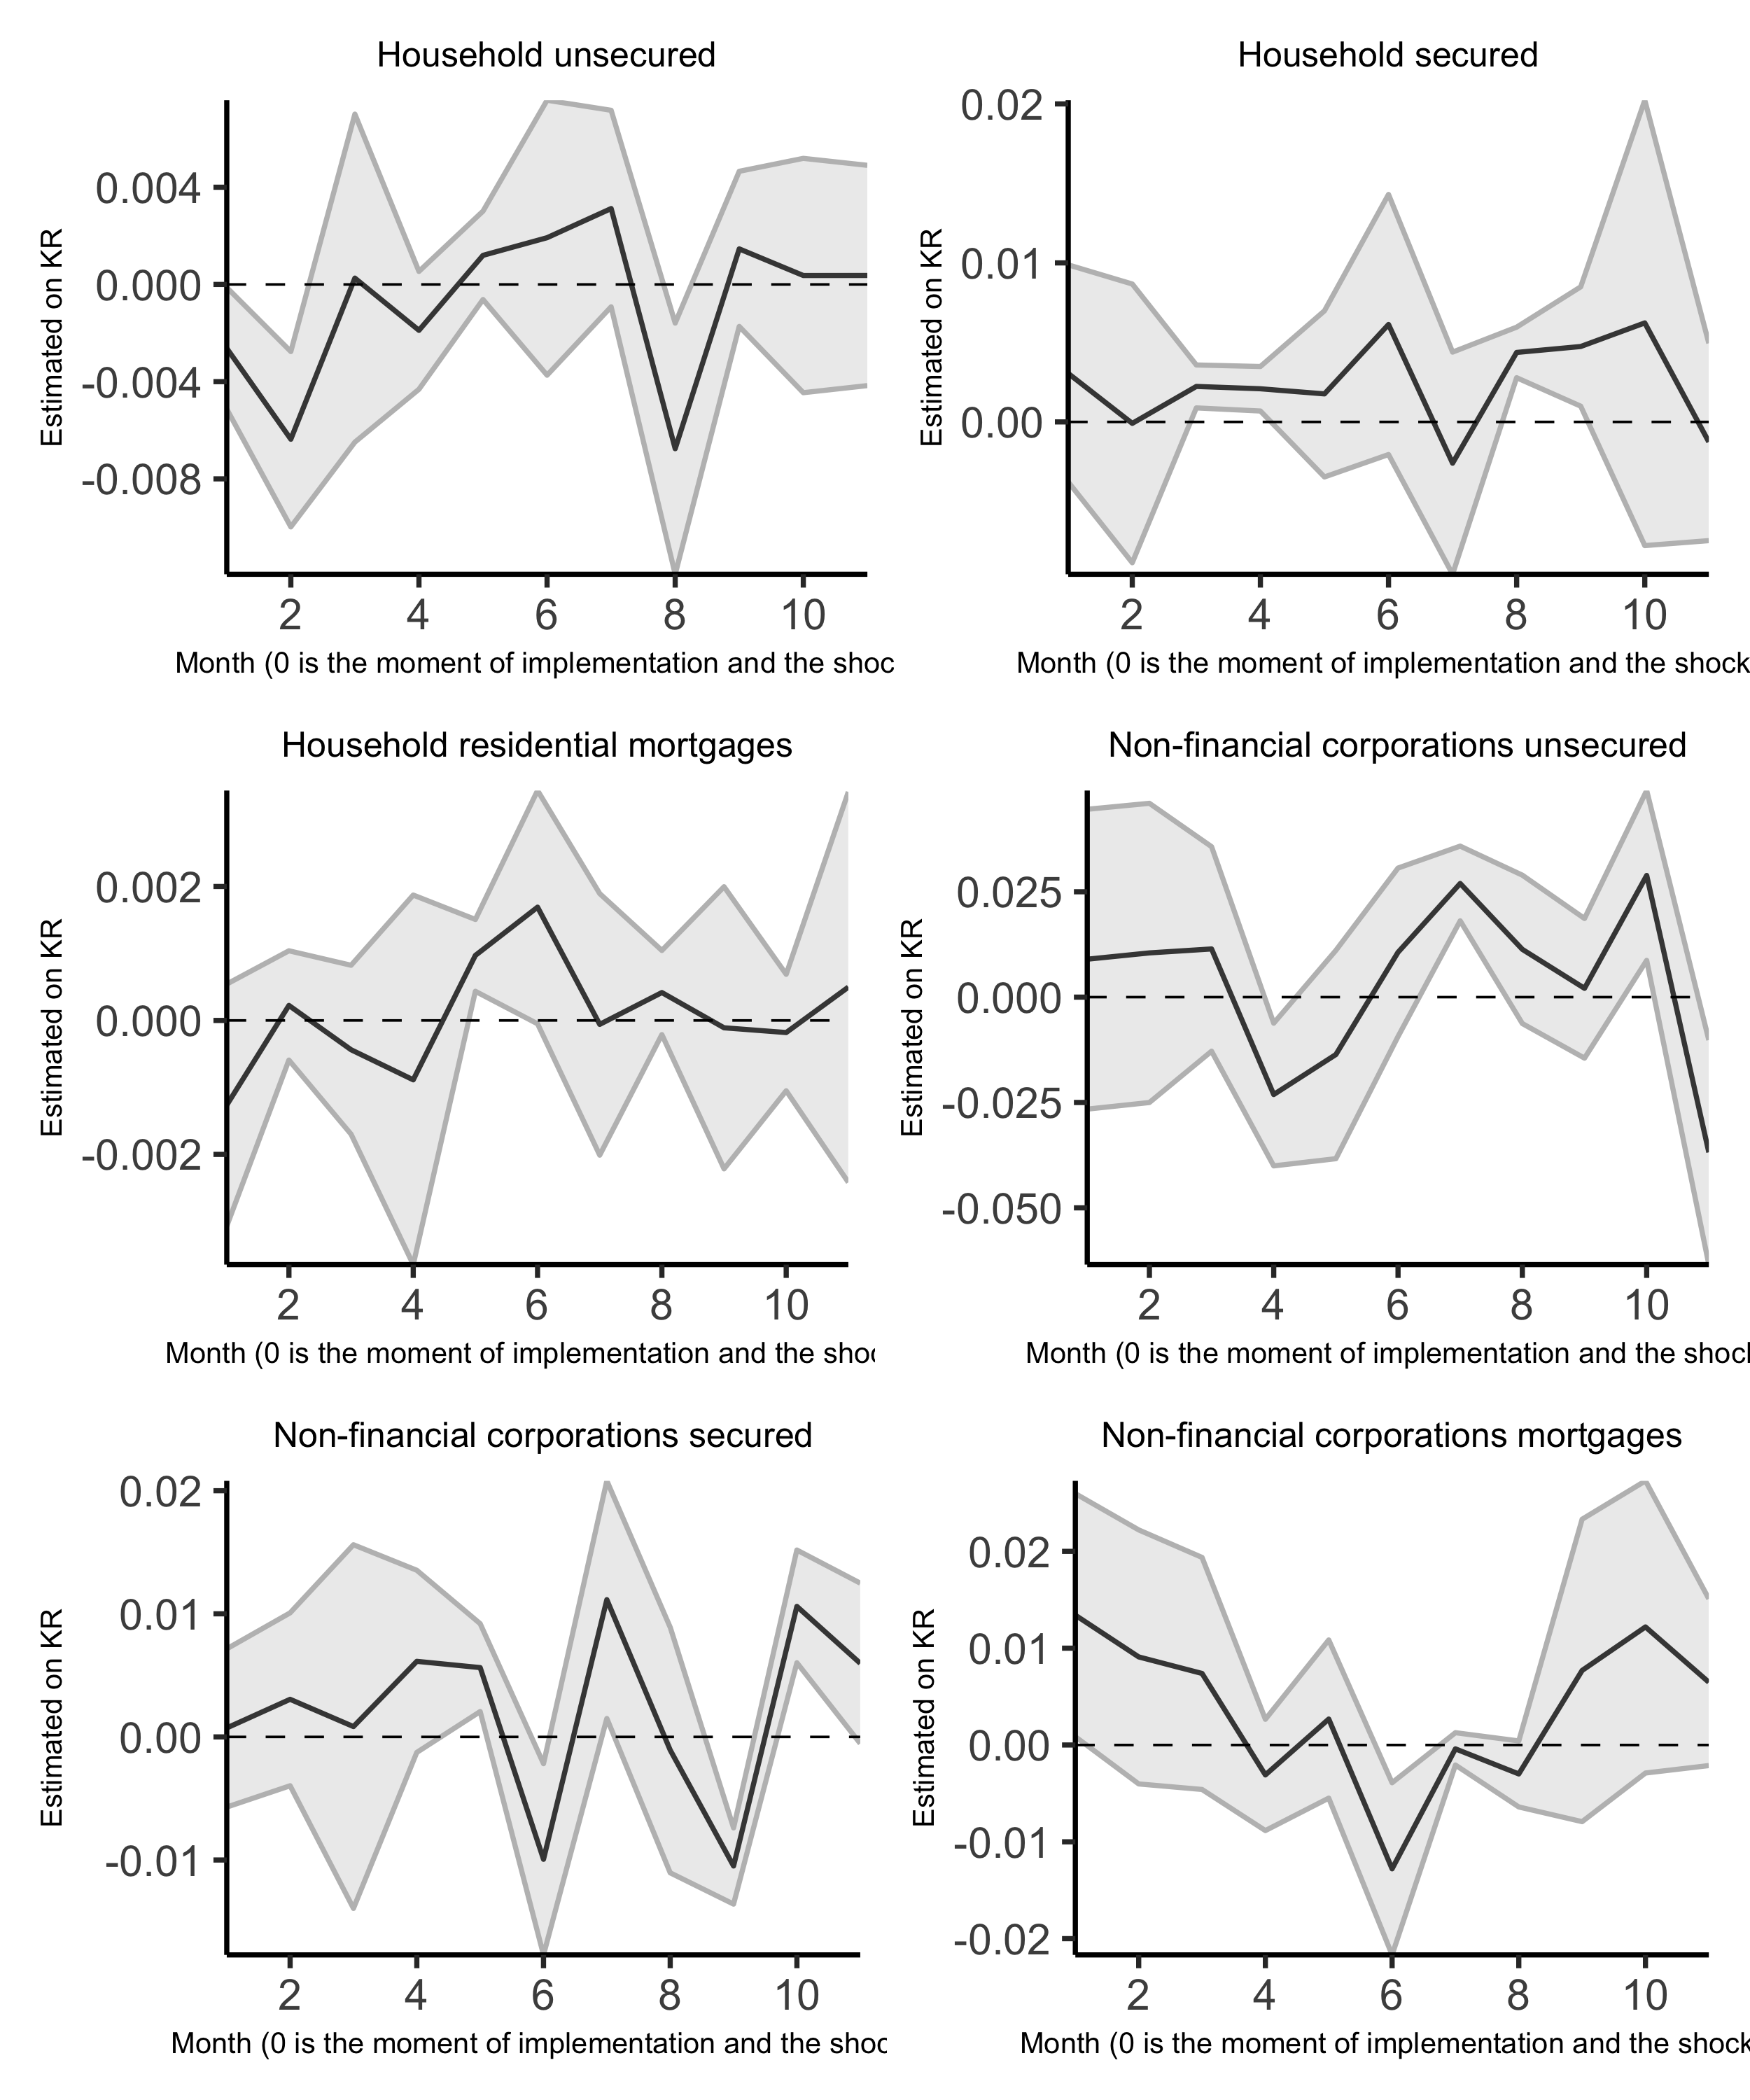 Household unsecured
Estimated on KR
0.004
0.000
-0.004
-0.008
2 4 6 8 10
Month (0 is the moment of implementation and the shoc
Household secured
Estimated on KR
0.02
0.01
0.00
2 4 6 8 10
Month (0 is the moment of implementation and the shock
Household residential mortgages
Estimated on KR
0.002
0.000
-0.002
2 4 6 8 10
Month (0 is the moment of implementation and the shoc
Non-financial corporations unsecured
Estimated on KR
0.025
0.000
-0.025
-0.050
2 4 6 8 10
Month (0 is the moment of implementation and the shock
Non-financial corporations secured
Estimated on KR
0.02
0.01
0.00
-0.01
2 4 6 8 10
Month (0 is the moment of implementation and the shoc
Non-financial corporations mortgages
Estimated on KR
0.02
0.01
0.00
-0.01
-0.02
2 4 6 8 10
Month (0 is the moment of implementation and the shock